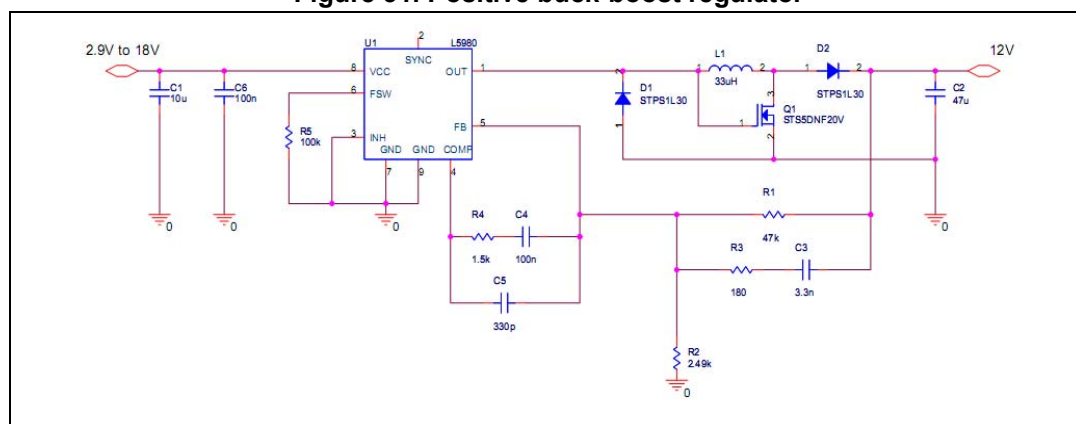 Figure 31. Positive buck-boost regulator
2.9V to 18V
U1
2
L5980
SYNC
8
VCC
OUT
1
6
FSW
3
INH
FB
5
GND
GND
COMP
7
9
4
C1
10u
C6
100n
R5
100k
0
0
0
R4
1.5k
C4
100n
C5
330p
2
D1
STPS1L30
1
L1
1
2
33uH
D2
1
2
STPS1L30
3
Q1
1
STS5DNF20V
2
12V
C2
47u
0
R1
47k
R3
180
C3
3.3n
R2
2.49k
0